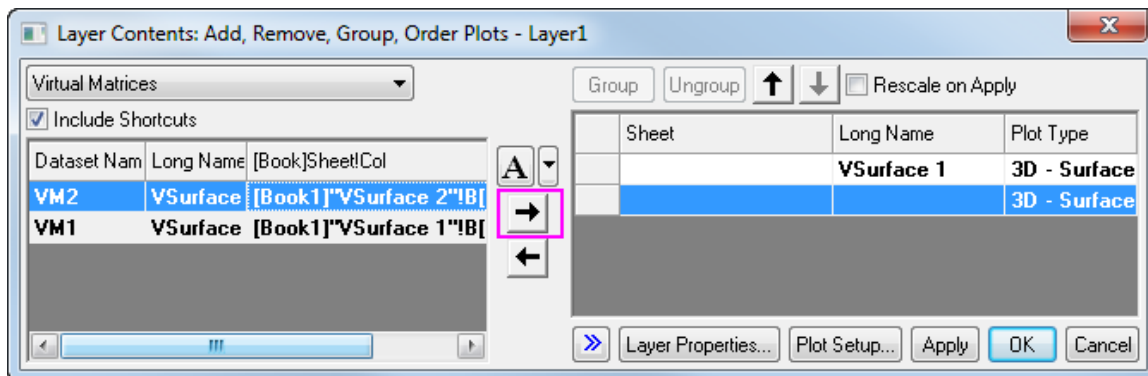 Layer Contents: Add, Remove, Group, Order Plots - Layer1
Virtual Matrices
Group Ungroup Rescale on Apply
Include Shortcuts
Sheet Long Name Plot Type
Dataset Nam Long Name [Book]Sheet!Col
A
VSurface 1 3D - Surface
VM2 VSurface [Book1]"VSurface 2"!B[
3D - Surface
VM1 VSurface [Book1]"VSurface 1"!B[
Layer Properties... Plot Setup... Apply OK Cancel